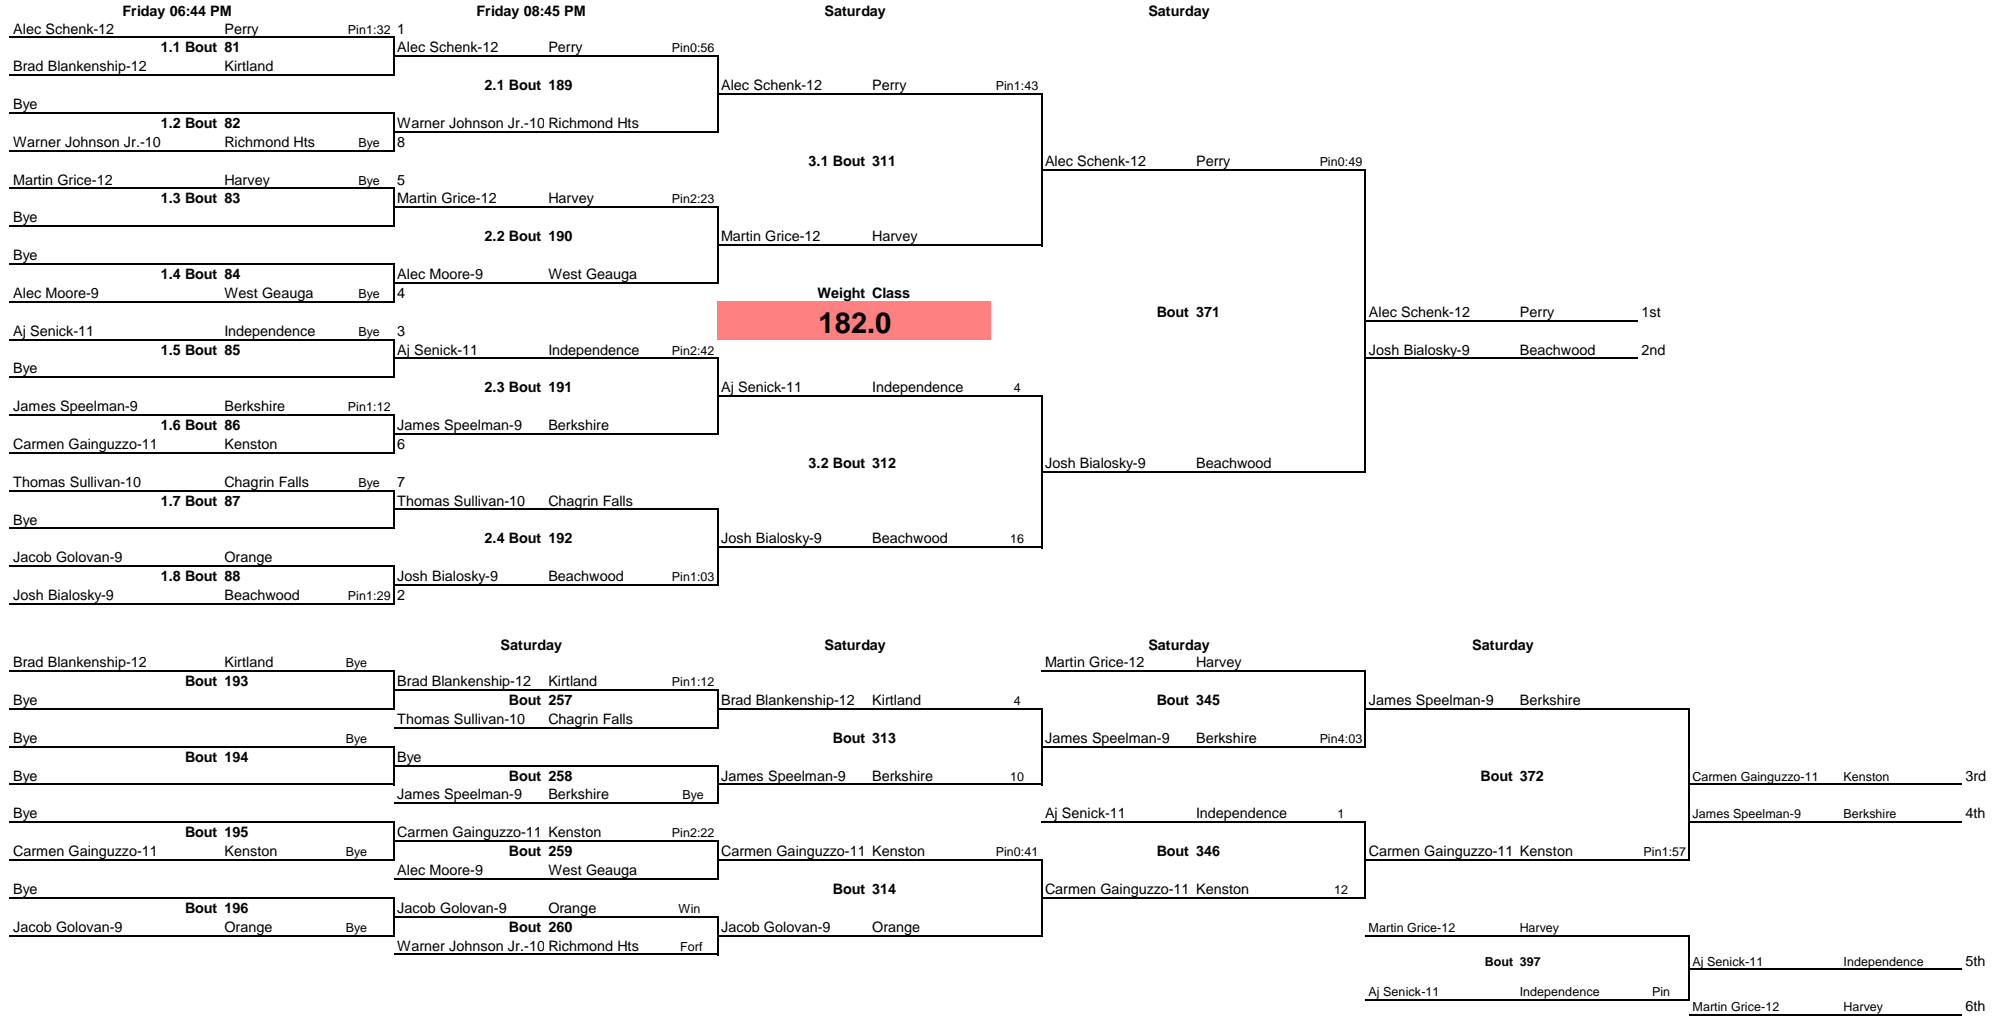 Friday 06:44 PM Friday 08:45 PM Saturday Saturday
Alec Schenk-12 Perry Pin1:32 1
1.1 Bout 81 Alec Schenk-12 Perry Pin0:56
Brad Blankenship-12 Kirtland
2.1 Bout 189 Alec Schenk-12 Perry Pin1:43
Bye
1.2 Bout 82 Warner Johnson Jr.-10 Richmond Hts
Warner Johnson Jr.-10 Richmond Hts Bye 8
3.1 Bout 311 Alec Schenk-12 Perry Pin0:49
Martin Grice-12 Harvey Bye 5
1.3 Bout 83 Martin Grice-12 Harvey Pin2:23
Bye
2.2 Bout 190 Martin Grice-12 Harvey
Bye
1.4 Bout 84 Alec Moore-9 West Geauga
Alec Moore-9 West Geauga Bye 4 Weight Class
Bout 371 Alec Schenk-12 Perry 1st
182.0
Aj Senick-11 Independence Bye 3
1.5 Bout 85 Aj Senick-11 Independence Pin2:42 Josh Bialosky-9 Beachwood 2nd
Bye
2.3 Bout 191 Aj Senick-11 Independence 4
James Speelman-9 Berkshire Pin1:12
1.6 Bout 86 James Speelman-9 Berkshire
Carmen Gainguzzo-11 Kenston 6
3.2 Bout 312 Josh Bialosky-9 Beachwood
Thomas Sullivan-10 Chagrin Falls Bye 7
1.7 Bout 87 Thomas Sullivan-10 Chagrin Falls
Bye
2.4 Bout 192 Josh Bialosky-9 Beachwood 16
Jacob Golovan-9 Orange
1.8 Bout 88 Josh Bialosky-9 Beachwood Pin1:03
Josh Bialosky-9 Beachwood Pin1:29 2
Saturday Saturday Saturday Saturday
Brad Blankenship-12 Kirtland Bye Martin Grice-12 Harvey
Bout 193 Brad Blankenship-12 Kirtland Pin1:12
Bye Bout 257 Brad Blankenship-12 Kirtland 4 Bout 345 James Speelman-9 Berkshire
Thomas Sullivan-10 Chagrin Falls
Bye Bye Bout 313 James Speelman-9 Berkshire Pin4:03
Bout 194 Bye
Bye Bout 258 James Speelman-9 Berkshire 10 Bout 372 Carmen Gainguzzo-11 Kenston 3rd
James Speelman-9 Berkshire Bye
Bye Aj Senick-11 Independence 1 James Speelman-9 Berkshire 4th
Bout 195 Carmen Gainguzzo-11 Kenston Pin2:22
Carmen Gainguzzo-11 Kenston Bye Bout 259 Carmen Gainguzzo-11 Kenston Pin0:41 Bout 346 Carmen Gainguzzo-11 Kenston Pin1:57
Alec Moore-9 West Geauga
Bye Bout 314 Carmen Gainguzzo-11 Kenston 12
Bout 196 Jacob Golovan-9 Orange Win
Jacob Golovan-9 Orange Bye Bout 260 Jacob Golovan-9 Orange Martin Grice-12 Harvey
Warner Johnson Jr.-10 Richmond Hts Forf
Bout 397 Aj Senick-11 Independence 5th
Aj Senick-11 Independence Pin
Martin Grice-12 Harvey 6th